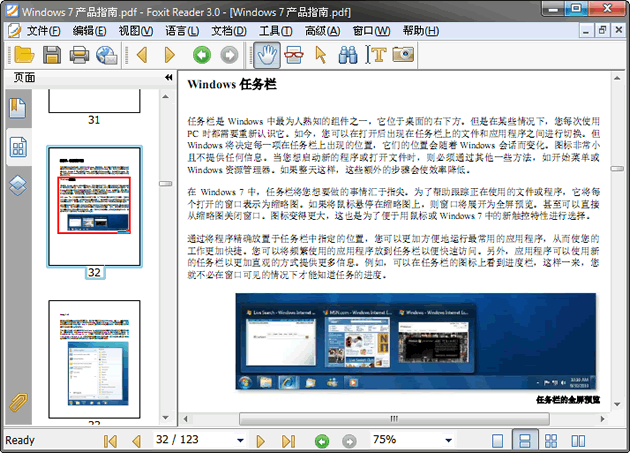 Windows 7 产品指南.pdf - Foxit Reader 3.0 - [Windows 7 产品指南.pdf]
文件(F) 编辑(E) 视图(V) 语言(L) 文档(D) 工具(T) 高级(A) 窗口(W) 帮助(H)
页面
31
32
Windows 任务栏
任务栏是 Windows 中最为人熟知的组件之一，它位于桌面的右下方。但是在某些情况下，您每次使用
PC 时都需要重新认识它。如今，您可以在打开后出现在任务栏上的文件和应用程序之间进行切换。但
Windows 将决定每一项在任务栏上出现的位置，它们的位置会随着 Windows 会话而变化。图标非常小
且不提供任何信息。当您想启动新的程序或打开文件时，则必须通过其他一些方法，如开始菜单或
Windows 资源管理器。如果整天这样，这些额外的步骤会使效率降低。
在 Windows 7 中，任务栏将您想要做的事情汇于指尖。为了帮助跟踪正在使用的文件或程序，它将每
个打开的窗口表示为缩略图。如果将鼠标悬停在缩略图上，则窗口将展开为全屏预览，甚至可以直接
从缩略图关闭窗口。图标变得更大，这也是为了便于用鼠标或 Windows 7 中的新触控特性进行选择。
通过将程序精确放置于任务栏中指定的位置，您可以更加方便地运行最常用的应用程序，从而使您的
工作更加快捷。您可以将频繁使用的应用程序放到任务栏以便快速访问。另外，应用程序可以使用新
的任务栏以更加直观的方式提供更多信息。例如，可以在任务栏的图标上看到进度栏，这样一来，您
就不必在窗口可见的情况下才能知道任务的进度。
Live Search - Windows Internet E... MSN.com - Windows Internet E... Windows - Windows Internet Ex...
任务栏的全屏预览
Ready 32 / 123 75%